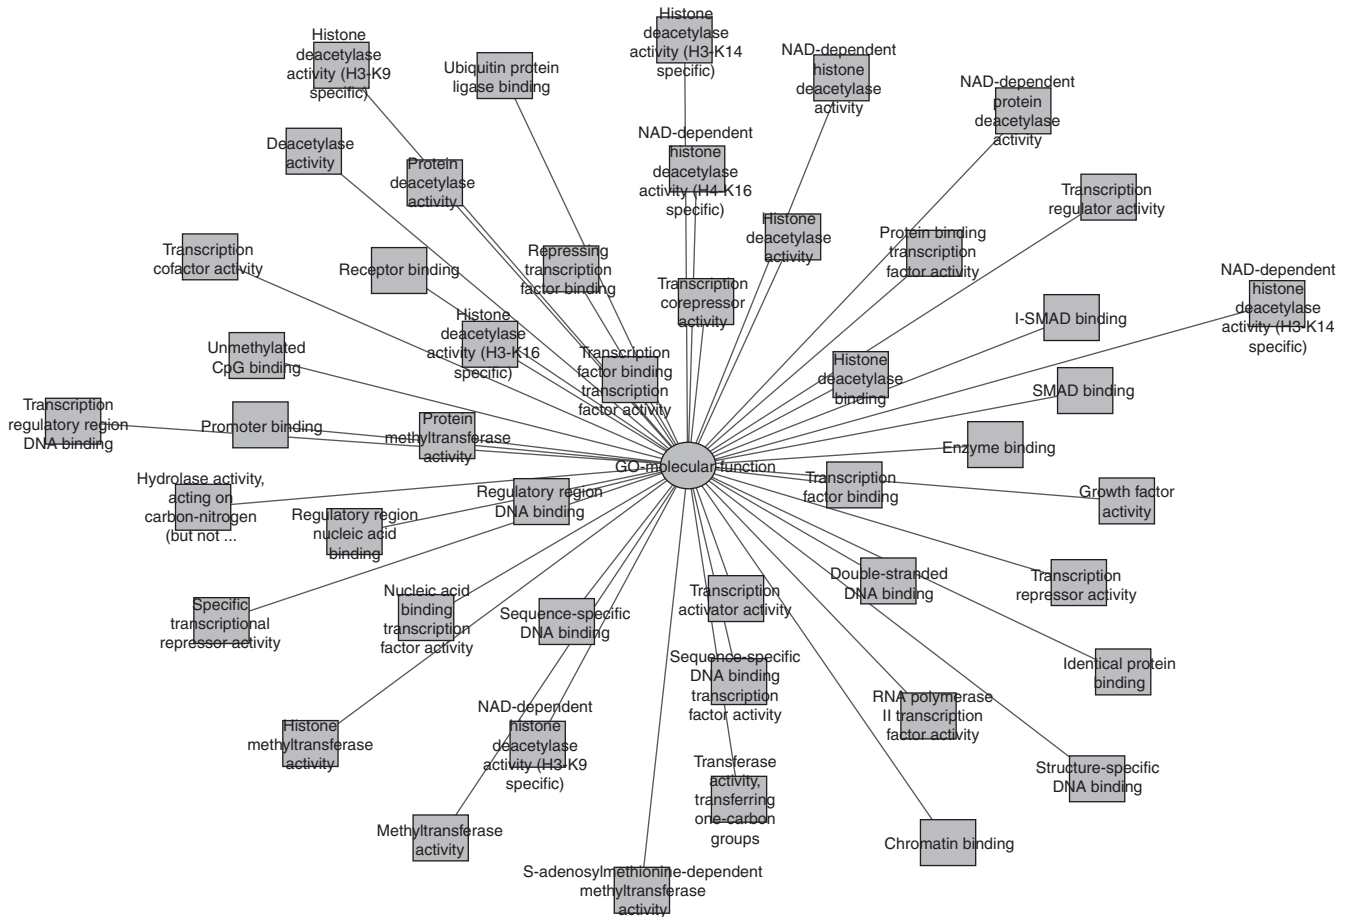 Histone
deacetylase
activity (H3-K14
specific)
Histone
deacetylase
activity (H3-K9
specific)
Ubiquitin protein
ligase binding
NAD-dependent
histone
deacetylase
activity
NAD-dependent
protein
deacetylase
activity
Deacetylase
activity
Protein
deacetylase
activity
NAD-dependent
histone
deacetylase
activity (H4-K16
specific)
Transcription
regulator activity
Transcription
cofactor activity
Receptor binding
Repressing
transcription
factor binding
Histone
deacetylase
activity
Protein binding
transcription
factor activity
Transcription
corepressor
activity
NAD-dependent
histone
deacetylase
activity (H3-K14
specific)
I-SMAD binding
Histone
deacetylase
activity (H3-K16
specific)
Unmethylated
CpG binding
Transcription
factor binding
transcription
factor activity
Histone
deacetylase
binding
SMAD binding
Transcription
regulatory region
DNA binding
Promoter binding
Protein
methyltransferase
activity
Enzyme binding
GO-molecular-function
Hydrolase activity,
acting on
carbon-nitrogen
(but not ...
Regulatory region
nucleic acid
binding
Regulatory region
DNA binding
Transcription
factor binding
Growth factor
activity
Specific
transcriptional
repressor activity
Nucleic acid
binding
transcription
factor activity
Sequence-specific
DNA binding
Transcription
activator activity
Double-stranded
DNA binding
Transcription
repressor activity
Sequence-specific
DNA binding
transcription
factor activity
Identical protein
binding
Histone
methyltransferase
activity
NAD-dependent
histone
deacetylase
activity (H3-K9
specific)
RNA polymerase
II transcription
factor activity
Transferase
activity,
transferring
one-carbon
groups
Structure-specific
DNA binding
Methyltransferase
activity
Chromatin binding
S-adenosylmethionine-dependent
methyltransferase
activity